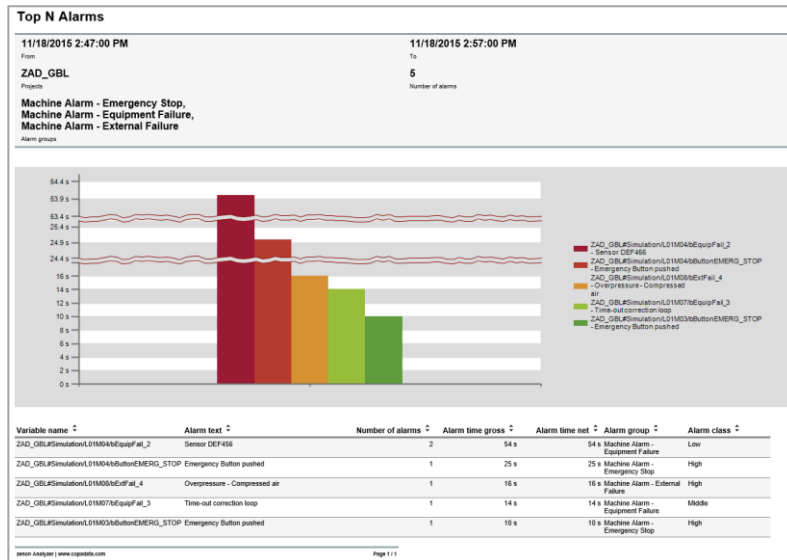 Top N Alarms
11/18/2015 2:47:00 PM
From
11/18/2015 2:57:00 PM
To
ZAD_GBL
Projects
5
Number of alarms
Machine Alarm - Emergency Stop,
Machine Alarm - Equipment Failure,
Machine Alarm - External Failure
Alarm groups
54.4 s
53.9 s
53.4 s
26.4 s
24.9 s
24.4 s
16 s
14 s
12 s
10 s
8 s
6 s
4 s
2 s
0 s
ZAD_GBL#Simulation/L01M04/bEquipFail_2
- Sensor DEF456
ZAD_GBL#Simulation/L01M04/bButtonEMERG_STOP
- Emergency Button pushed
ZAD_GBL#Simulation/L01M08/bExtFail_4
- Overpressure - Compressed
air
ZAD_GBL#Simulation/L01M07/bEquipFail_3
- Time-out correction loop
ZAD_GBL#Simulation/L01M03/bButtonEMERG_STOP
- Emergency Button pushed
Variable name Alarm text Number of alarms Alarm time gross Alarm time net Alarm group Alarm class
ZAD_GBL#Simulation/L01M04/bEquipFail_2 Sensor DEF456 2 54 s 54 s Machine Alarm - Low
Equipment Failure
ZAD_GBL#Simulation/L01M04/bButtonEMERG_STOP Emergency Button pushed 1 25 s 25 s Machine Alarm - High
Emergency Stop
ZAD_GBL#Simulation/L01M08/bExtFail_4 Overpressure - Compressed air 1 16 s 16 s Machine Alarm - External High
Failure
ZAD_GBL#Simulation/L01M07/bEquipFail_3 Time-out correction loop 1 14 s 14 s Machine Alarm - Middle
Equipment Failure
ZAD_GBL#Simulation/L01M03/bButtonEMERG_STOP Emergency Button pushed 1 10 s 10 s Machine Alarm - High
Emergency Stop
zenon Analyzer | www.copadata.com Page 1 / 1